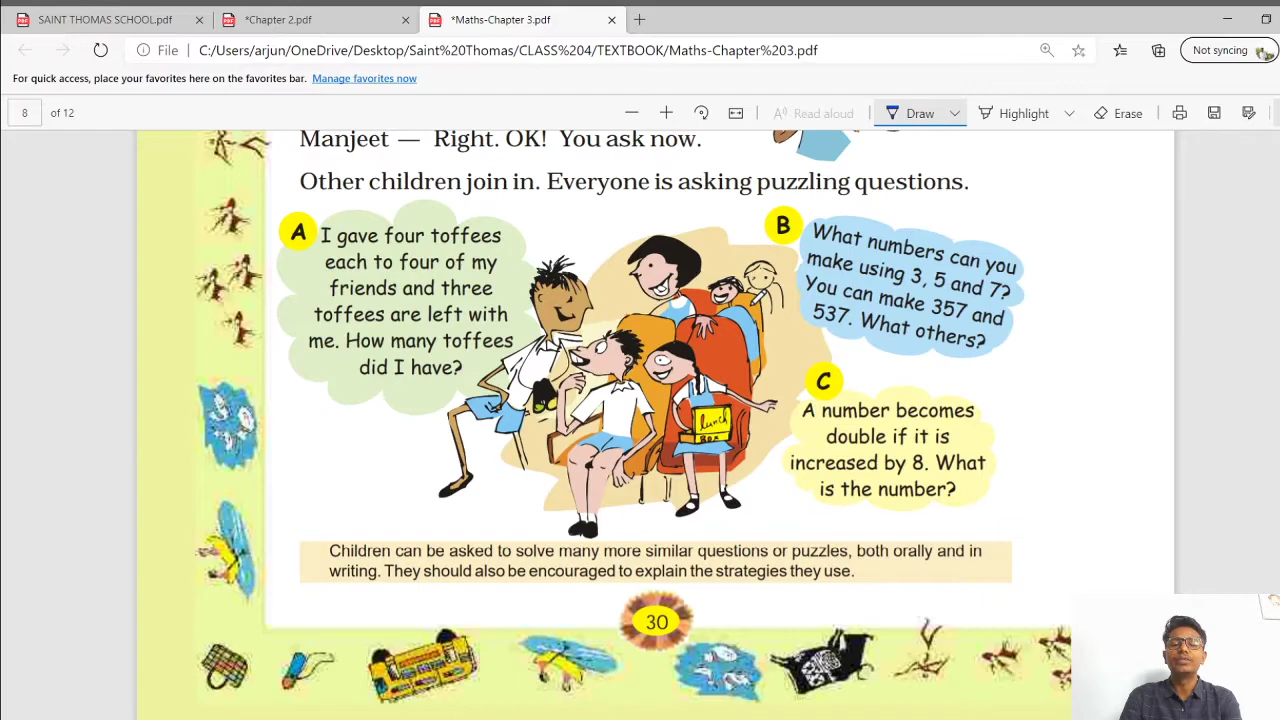 SAINT THOMAS SCHOOL.pdf
*Chapter 2.pdf
*Maths-Chapter 3.pdf
File
C:/Users/arjun/OneDrive/Desktop/Saint%20Thomas/CLASS%204/TEXTBOOK/Maths-Chapter%203.pdf
Not syncing
For quick access, place your favorites here on the favorites bar. Manage favorites now
8 of 12
Read aloud
Draw
Highlight
Erase
Manjeet — Right. OK! You ask now.
Other children join in. Everyone is asking puzzling questions.
A
I gave four toffees
each to four of my
friends and three
toffees are left with
me. How many toffees
did I have?
B
What numbers can you
make using 3, 5 and 7?
You can make 357 and
537. What others?
C
A number becomes
double if it is
increased by 8. What
is the number?
lunch
BOX
Children can be asked to solve many more similar questions or puzzles, both orally and in
writing. They should also be encouraged to explain the strategies they use.
30